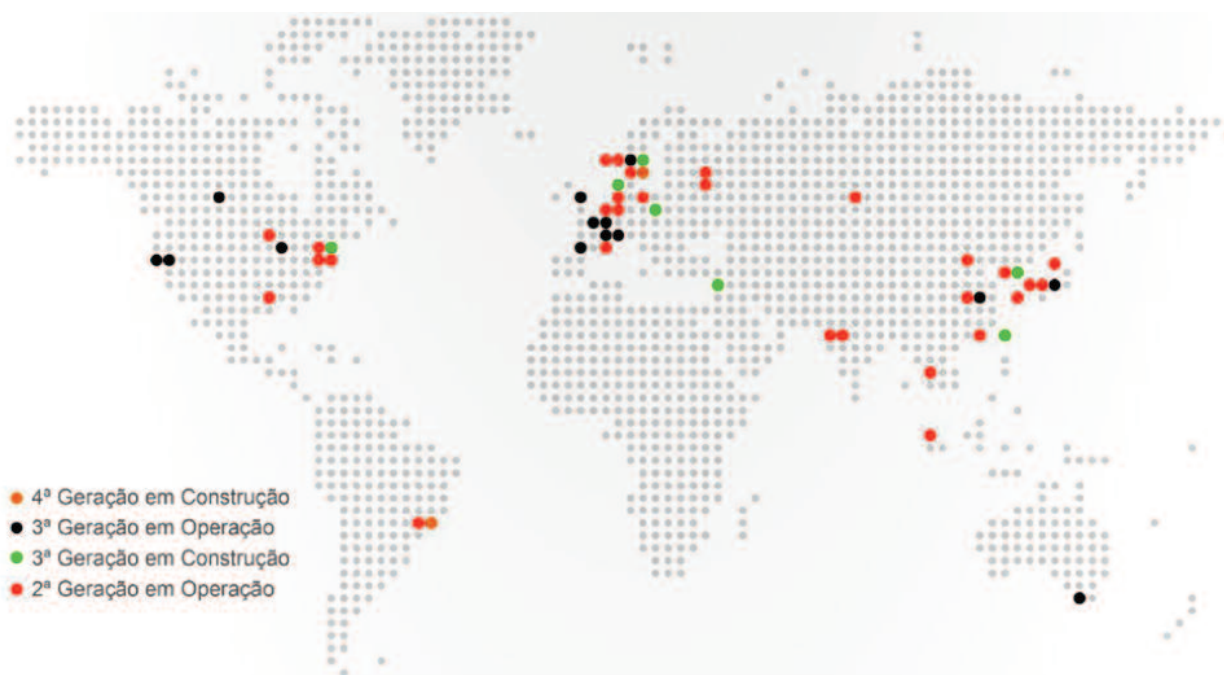 4ª Geração em Construção
3ª Geração em Operação
3ª Geração em Construção
2ª Geração em Operação